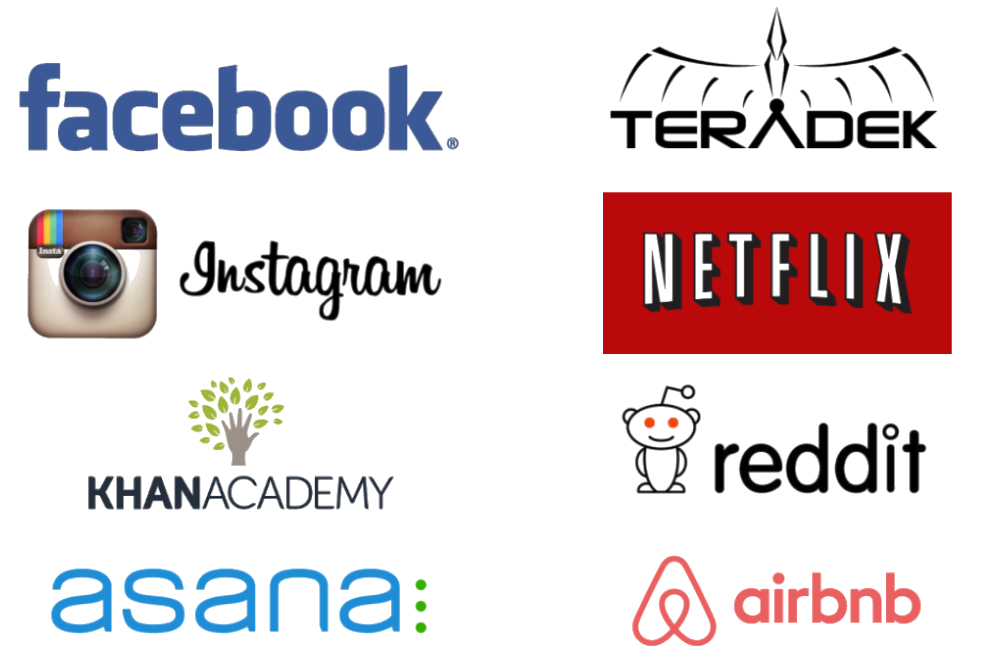 facebook®
TERADEK
Insta
Instagram
NETFLIX
KHANACADEMY
reddit
asana:
airbnb